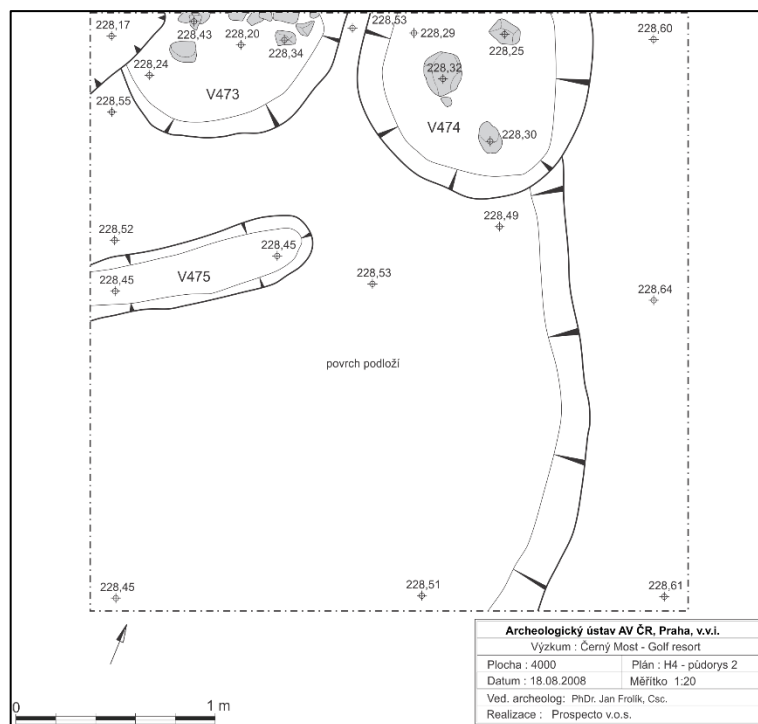 228,17
228,43
228,20
228,34
228,53
228,29
228,25
228,60
228,24
V473
228,32
228,55
V474
228,30
228,52
228,45
228,49
V475
228,45
228,53
228,64
povrch podloží
228,45
228,51
228,61
0 1 m
Archeologický ústav AV ČR, Praha, v.v.i.
Výzkum : Černý Most - Golf resort
Plocha : 4000 Plán : H4 - pùdorys 2
Datum : 18.08.2008 Měřítko 1:20
Ved. archeolog: PhDr. Jan Frolík, Csc.
Realizace : Prospecto v.o.s.